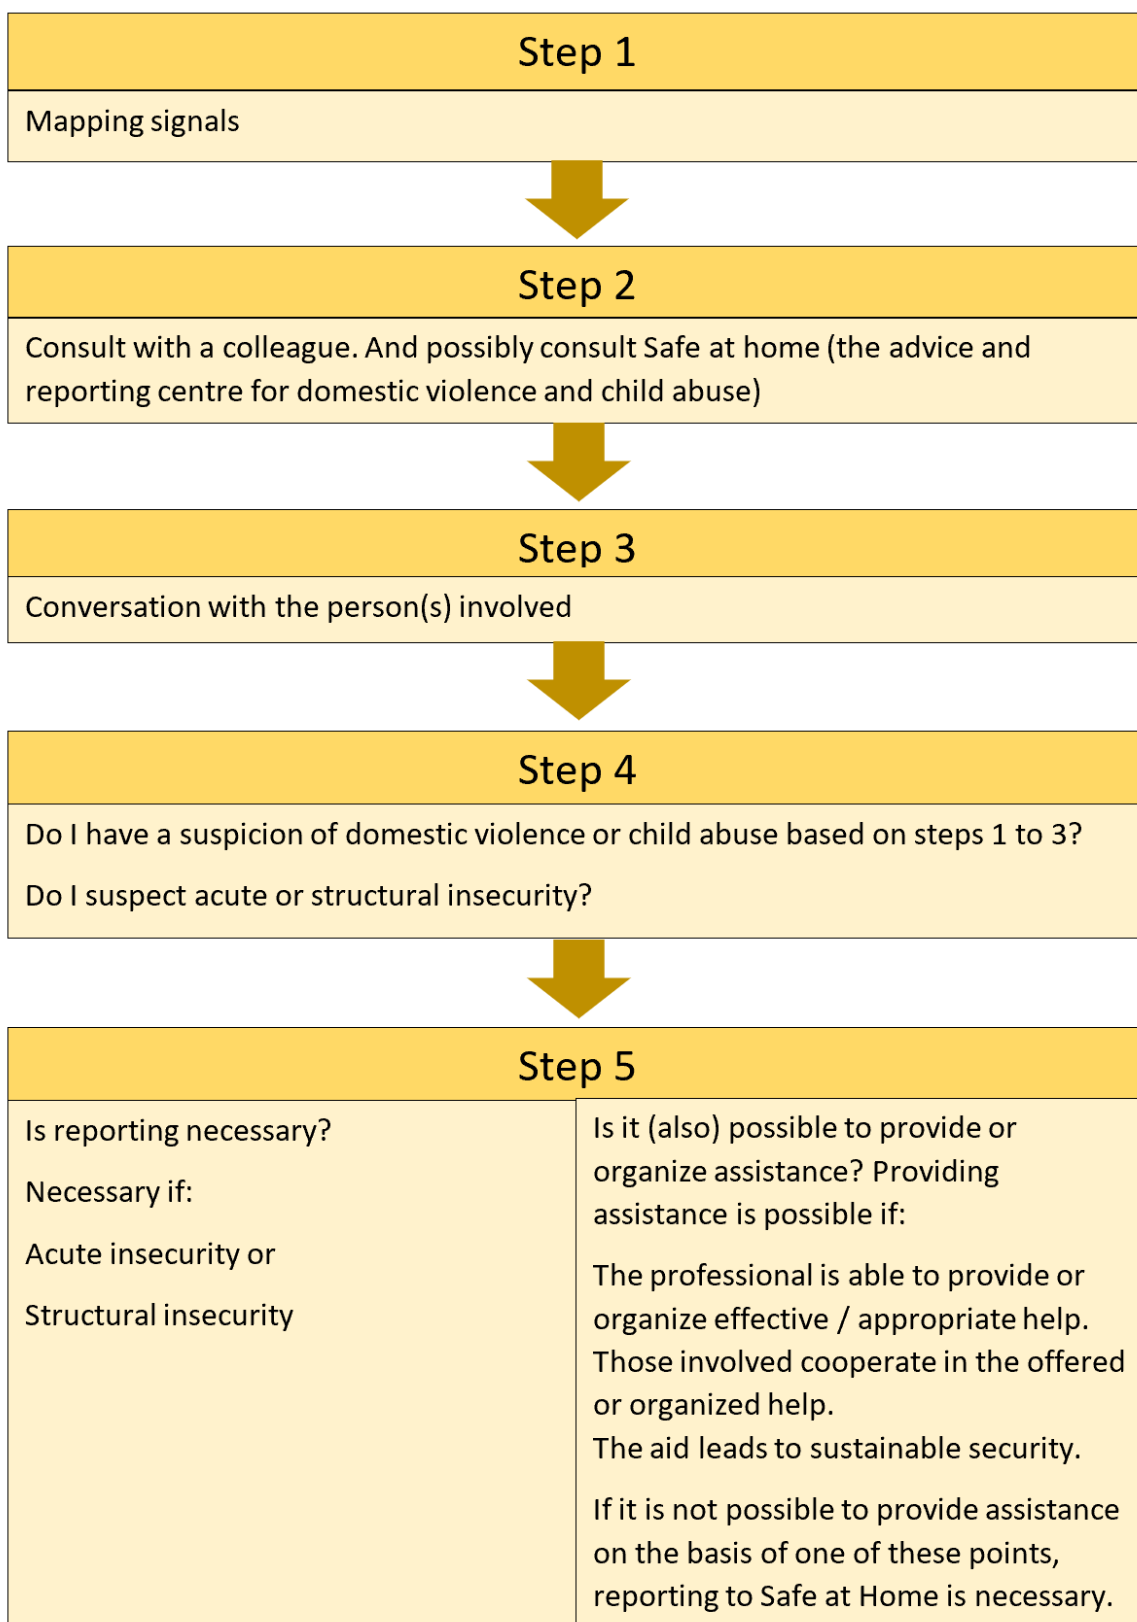 Step 1
Mapping signals
Step 2
Consult with a colleague. And possibly consult Safe at home (the advice and
reporting centre for domestic violence and child abuse)
Step 3
Conversation with the person(s) involved
Step 4
Do I have a suspicion of domestic violence or child abuse based on steps 1 to 3?
Do I suspect acute or structural insecurity?
Step 5
Is reporting necessary?
Necessary if:
Acute insecurity or
Structural insecurity
Is it (also) possible to provide or
organize assistance? Providing
assistance is possible if:
The professional is able to provide or
organize effective / appropriate help.
Those involved cooperate in the offered
or organized help.
The aid leads to sustainable security.
If it is not possible to provide assistance
on the basis of one of these points,
reporting to Safe at Home is necessary.